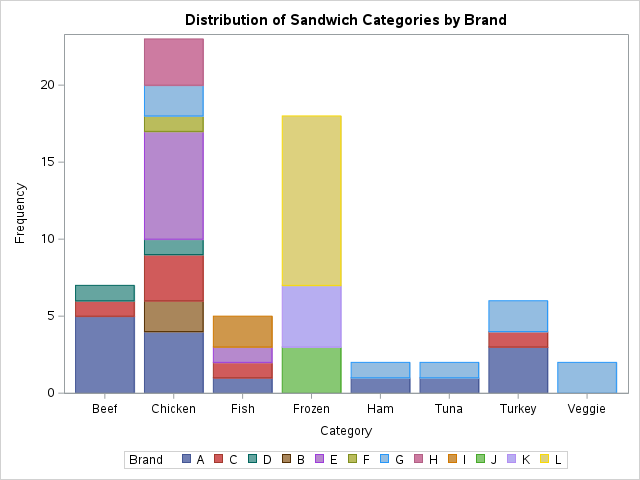 Distribution of Sandwich Categories by Brand
Frequency
20
15
10
5
0
Beef Chicken Fish Frozen Ham Tuna Turkey Veggie
Category
Brand A C D B E F G H I J K L